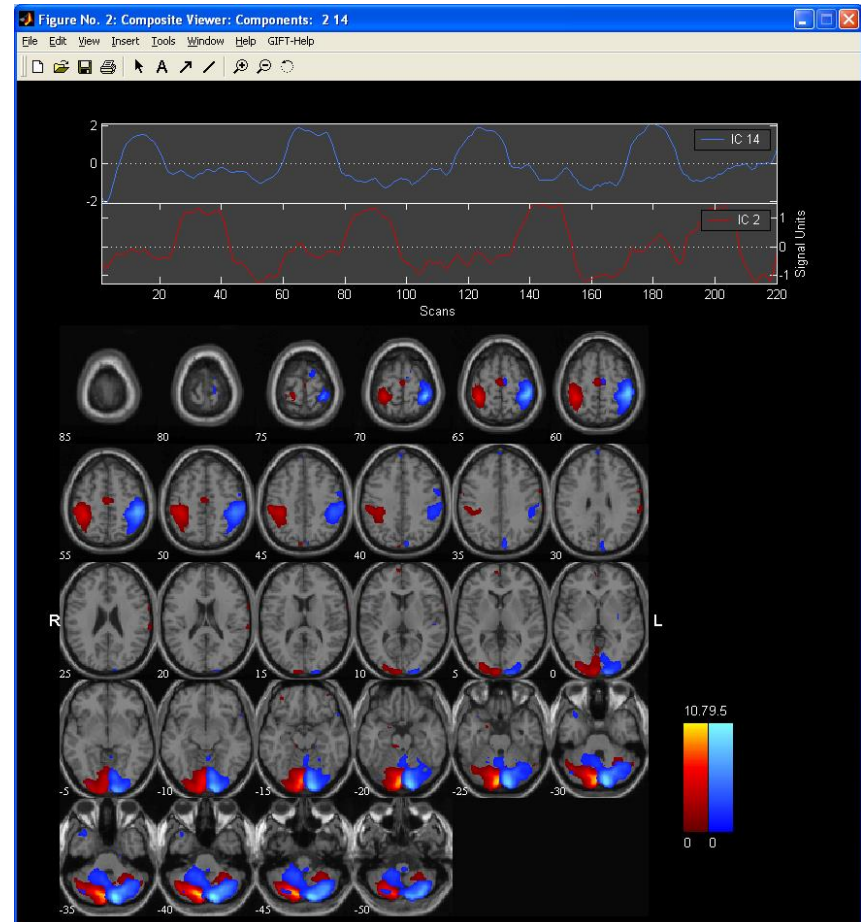 Figure No. 2: Composite Viewer: Components: 2 14
File Edit View Insert Tools Window Help GIFT-Help
A
2
0
-2
IC 14
IC 2
1
0
-1
Signal Units
20 40 60 80 100 120 140 160 180 200 220
Scans
85 80 75 70 65 60
55 50 45 40 35 30
R L
25 20 15 10 5 0
-5 -10 -15 -20 -25 -30
-35 -40 -45 -50
10.79.5
0 0